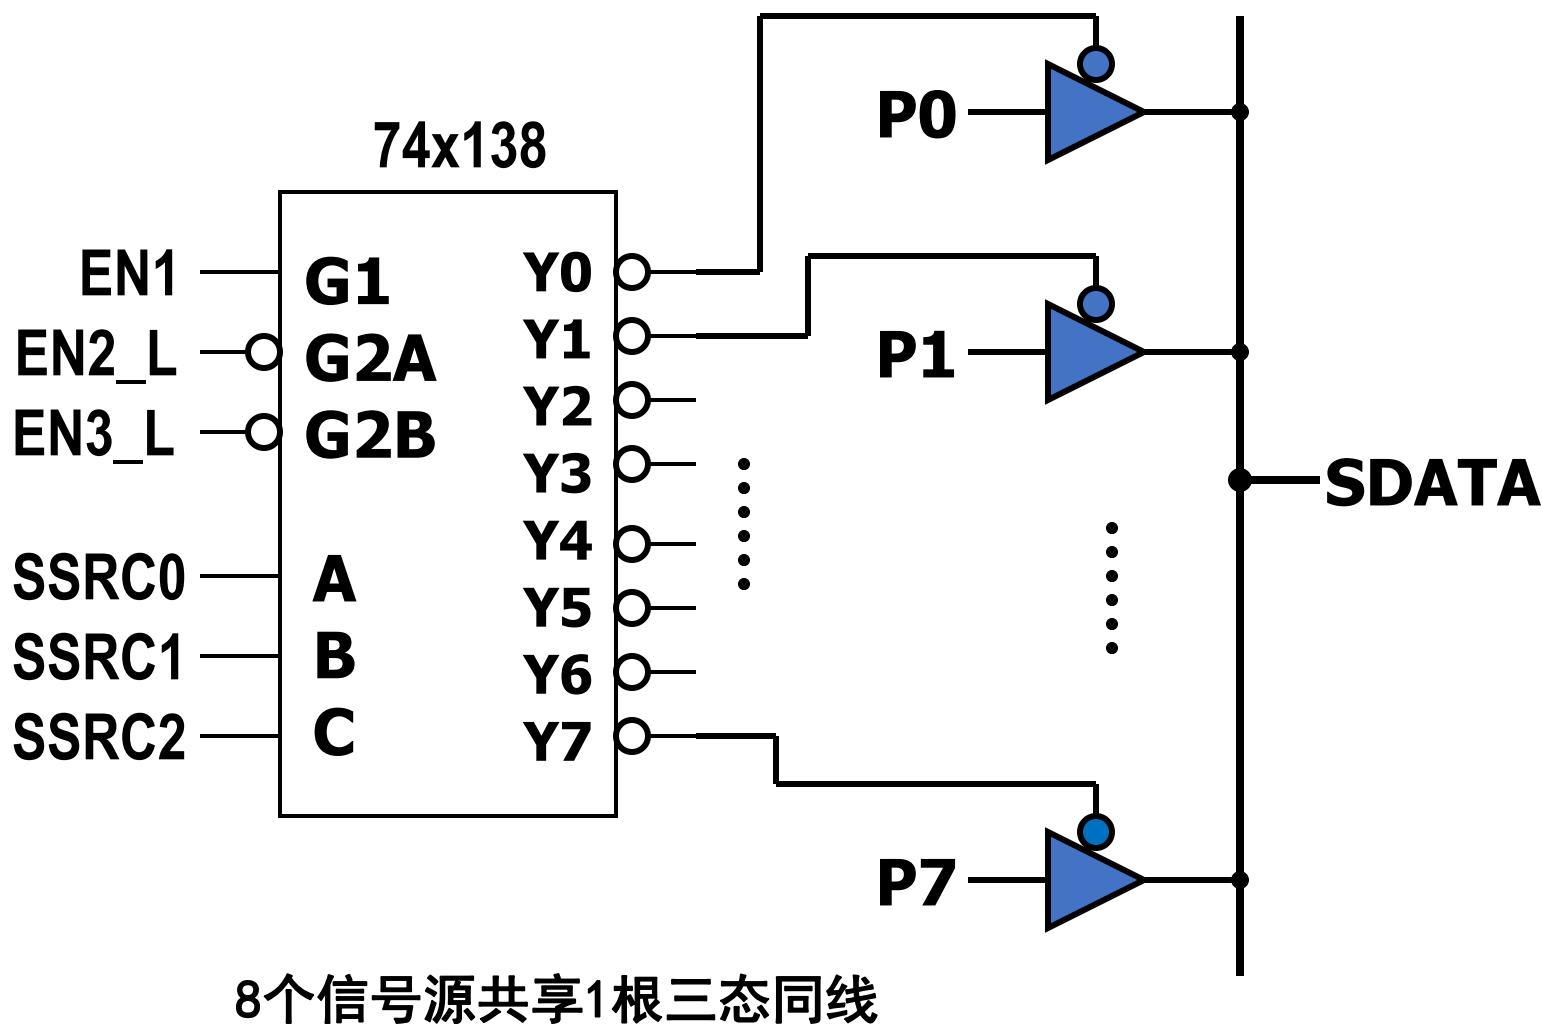 P0
74x138
EN1
G1
Y0
EN2_L
G2A
Y1
P1
EN3_L
G2B
Y2
Y3
SDATA
Y4
SSRC0
A
Y5
SSRC1
B
Y6
SSRC2
C
Y7
P7
8个信号源共享1根三态同线